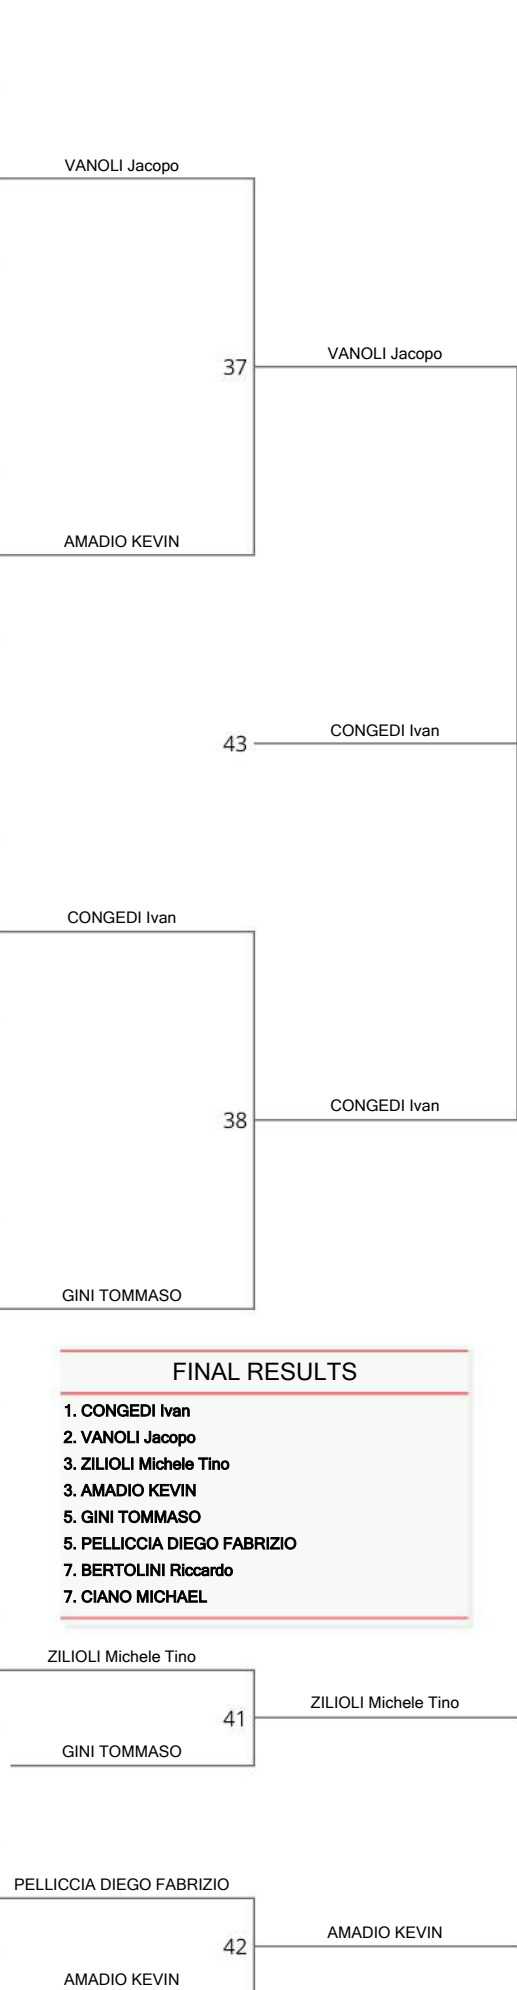 VANOLI Jacopo
37
VANOLI Jacopo
AMADIO KEVIN
43
CONGEDI Ivan
CONGEDI Ivan
38
CONGEDI Ivan
GINI TOMMASO
FINAL RESULTS
1. CONGEDI Ivan
2. VANOLI Jacopo
3. ZILIOLI Michele Tino
3. AMADIO KEVIN
5. GINI TOMMASO
5. PELLICCIA DIEGO FABRIZIO
7. BERTOLINI Riccardo
7. CIANO MICHAEL
ZILIOLI Michele Tino
41
ZILIOLI Michele Tino
GINI TOMMASO
PELLICCIA DIEGO FABRIZIO
42
AMADIO KEVIN
AMADIO KEVIN